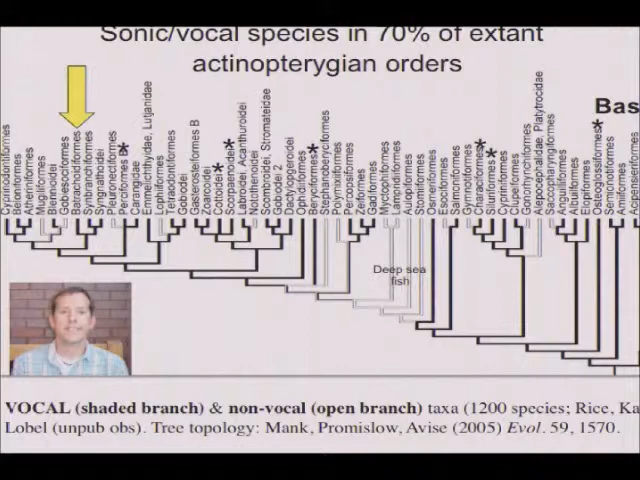 Sonic/vocal species in 70% of extant
actinopterygian orders
Bas
Cyprinodontiformes
Beloniformes
Atheriniformes
Mugiliformes
Blennioidei
Gobiesociformes
Batrachoidiformes
Synbranchiformes
Syngnathoidei
Pleuronectiformes
Perciformes B*
Carangidae
Emmelichthyidae, Lutjanidae
Lophiiformes
Tetraodontiformes
Gobioidei
Gasterosteiformes B
Zoarcoidei
Cottoidei*
Scorpaenoidei*
Labroidei, Acanthuroidei
Notothenioidei
Scombroidei, Stromateidae
Gobioidei 2
Dactylopteroidei
Ophidiiformes
Beryciformes*
Stephanoberyciformes
Polymixiiformes
Percopsiformes
Zeiformes
Gadiformes
Myctophiformes
Lampridiformes
Aulopiformes
Stomiiformes
Osmeriformes
Esociformes
Salmoniformes
Gymnotiformes
Characiformes*
Siluriformes*
Cypriniformes
Clupeiformes
Gonorhynchiformes
Alepocephalidae, Platytrocidae
Saccopharyngiformes
Anguilliformes
Albuliformes
Elopiformes
Osteoglossiformes*
Semionotiformes
Amiiformes
Deep sea
fish
VOCAL (shaded branch) & non-vocal (open branch) taxa (1200 species; Rice, Ka
Lobel (unpub obs). Tree topology: Mank, Promislow, Avise (2005) Evol. 59, 1570.